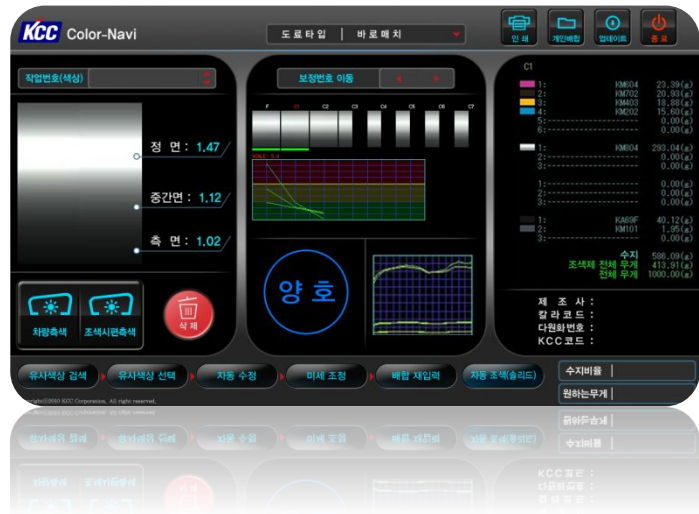 KCC Color-Navi
도료타입 | 바로매치
인 쇄
개인배합
업데이트
종 료
작업번호(색상)
정 면 : 1.47
중간면 : 1.12
측 면 : 1.02
차량측색
조색시편측색
삭 제
보정번호 이동
F C1 C2 C3 C4 C5 C6 C7
양 호
C1
1: KM604 23.39(g)
2: KM702 20.93(g)
3: KM403 18.88(g)
4: KM202 15.60(g)
5:---------------- 0.00(g)
6:---------------- 0.00(g)
1: KM804 293.04(g)
2:---------------- 0.00(g)
3:---------------- 0.00(g)
1:---------------- 0.00(g)
2:---------------- 0.00(g)
1: KA69F 40.12(g)
2: KM101 1.95(g)
3:---------------- 0.00(g)
수지 586.09(g)
조색제 전체 무게 413.91(g)
전체 무게 1000.00(g)
제 조 사 :
칼라코드 :
다원화번호 :
KCC코드 :
유사색상 검색
유사색상 선택
자동 수정
미세 조정
배합 재입력
자동 조색(솔리드)
수지비율
원하는무게
KCC Corporation. All rights reserved.